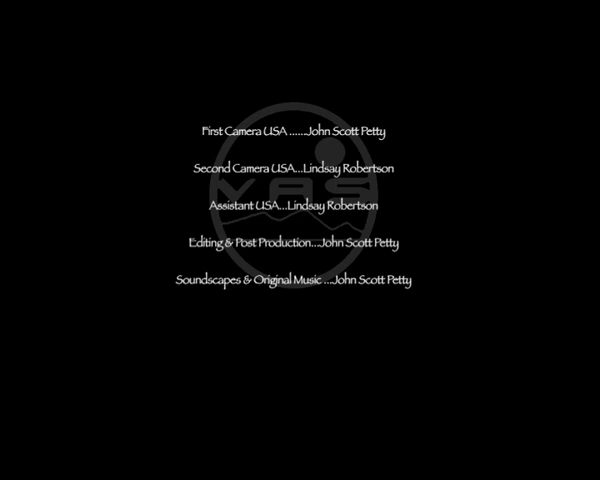 First Camera USA ......John Scott Petty
Second Camera USA...Lindsay Robertson
VAS
Assistant USA...Lindsay Robertson
Editing & Post Production....John Scott Petty
Soundscapes & Original Music ...John Scott Petty